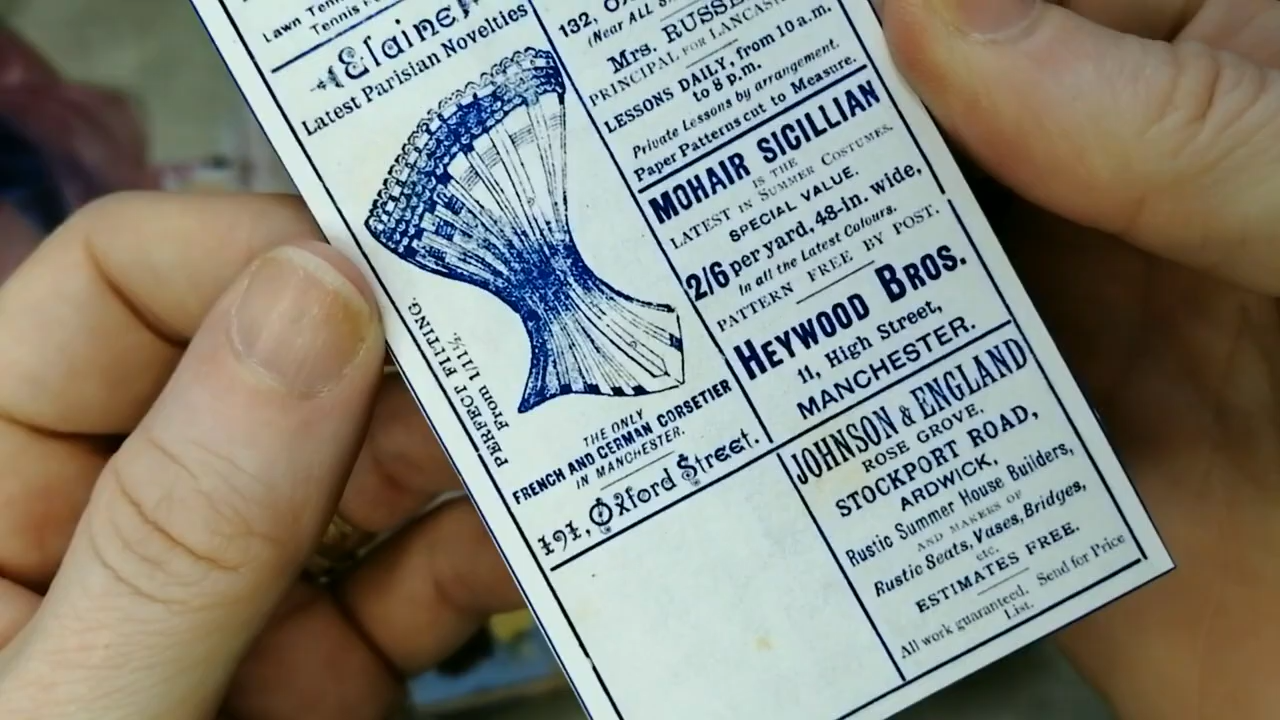 Lawn
Tennis
Elaine
Latest Parisian Novelties
PERFECT FITTING.
From 1/11½.
THE ONLY
FRENCH AND GERMAN CORSETIER
IN MANCHESTER.
191, Oxford Street.
132,
(Near ALL
Mrs.
PRINCIPAL FOR
LESSONS DAILY, from 10 a.m.
to 8 p.m.
Private Lessons by arrangement.
Paper Patterns cut to Measure.
MOHAIR SICILLIAN
IS THE
LATEST IN SUMMER COSTUMES.
SPECIAL VALUE.
2/6 per yard, 48-in. wide,
In all the Latest Colours.
PATTERN FREE BY POST.
HEYWOOD BROS.
11, High Street,
MANCHESTER.
JOHNSON & ENGLAND
ROSE GROVE,
STOCKPORT ROAD,
ARDWICK,
Rustic Summer House Builders,
AND MAKERS OF
Rustic Seats, Vases, Bridges,
etc.
ESTIMATES FREE.
All work guaranteed. Send for Price
List.